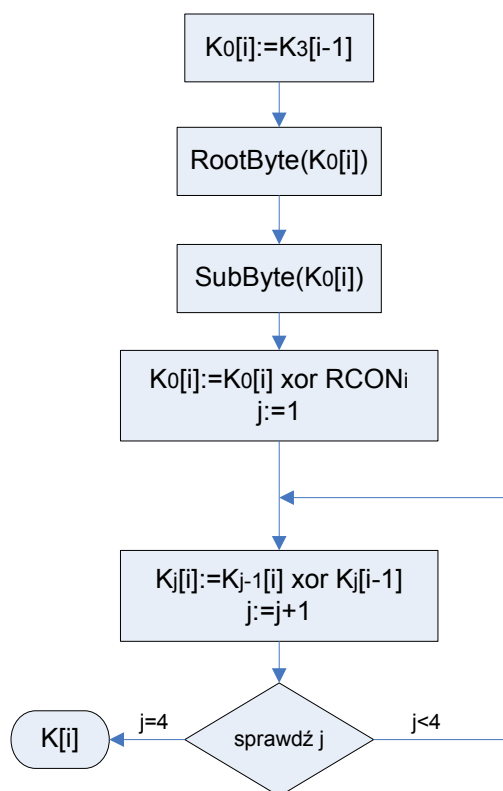 K0[i]:=K3[i-1]
RootByte(K0[i])
SubByte(K0[i])
K0[i]:=K0[i] xor RCONi
j:=1
Kj[i]:=Kj-1[i] xor Kj[i-1]
j:=j+1
K[i]
j=4
sprawdź j
j<4